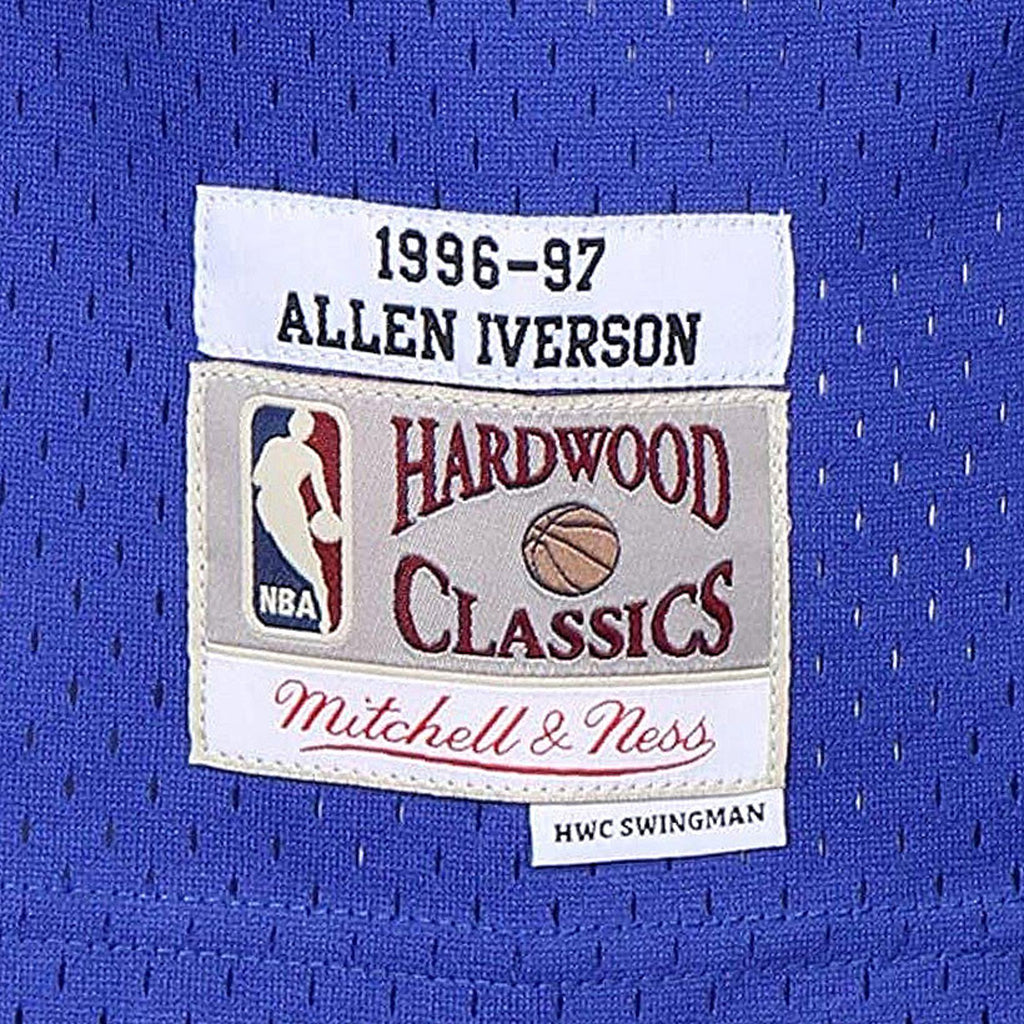 1996-97
ALLEN IVERSON
HARDWOOD
CLASSICS
NBA
Mitchell & Ness
HWC SWINGMAN